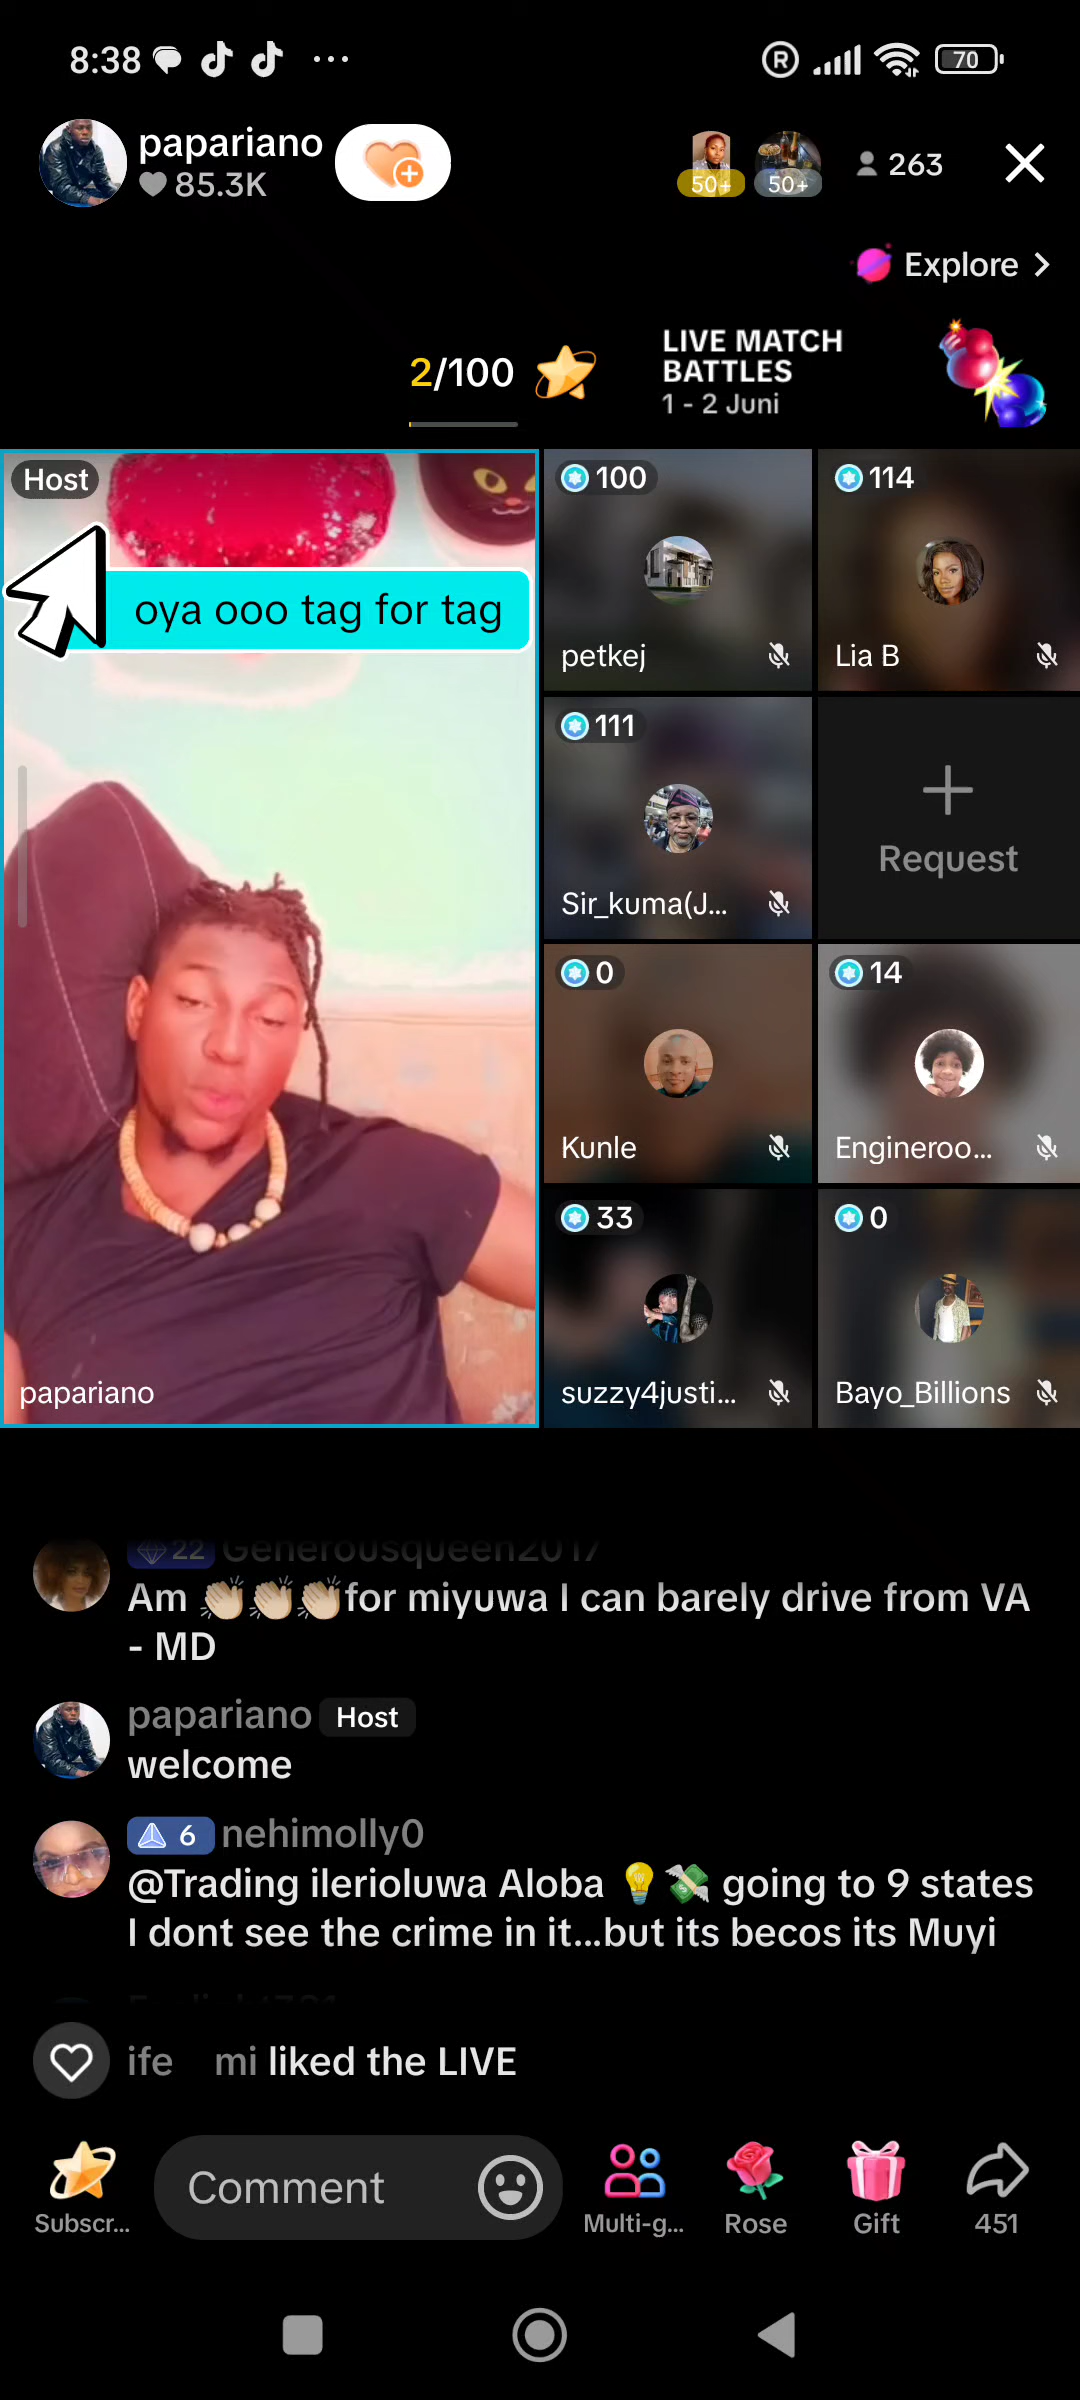 8:38
R
70
papariano
85.3K
50+
50+
263
Explore
2/100
LIVE MATCH
BATTLES
1 - 2 Juni
Host
oya ooo tag for tag
papariano
100
petkej
114
Lia B
111
Sir_kuma(J...
Request
0
Kunle
14
Engineroo...
33
suzzy4justi...
0
Bayo_Billions
22 Generousqueen2017
Am 👏🏻👏🏻👏🏻for miyuwa I can barely drive from VA
- MD
papariano Host
welcome
6 nehimolly0
@Trading ilerioluwa Aloba 💡💸 going to 9 states
I dont see the crime in it...but its becos its Muyi
ife mi liked the LIVE
Comment
Subscr...
Multi-g...
Rose
Gift
451